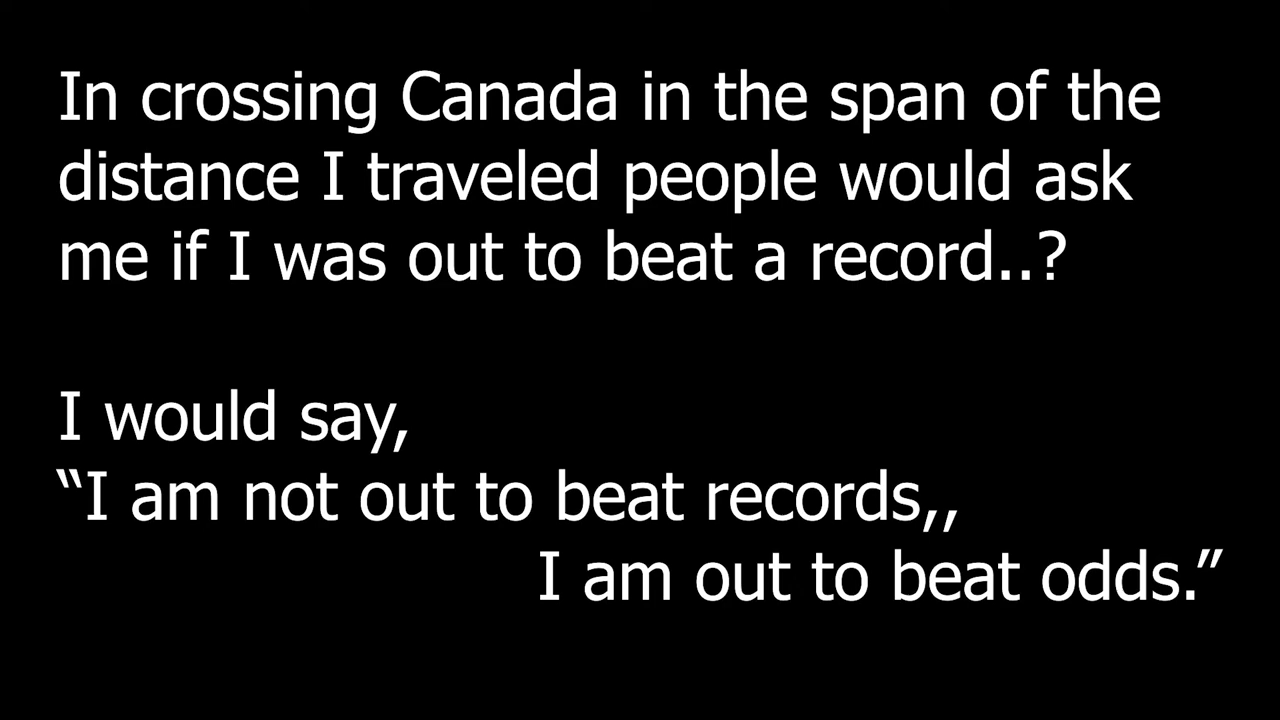 In crossing Canada in the span of the
distance I traveled people would ask
me if I was out to beat a record..?
I would say,
“I am not out to beat records,,
I am out to beat odds.”